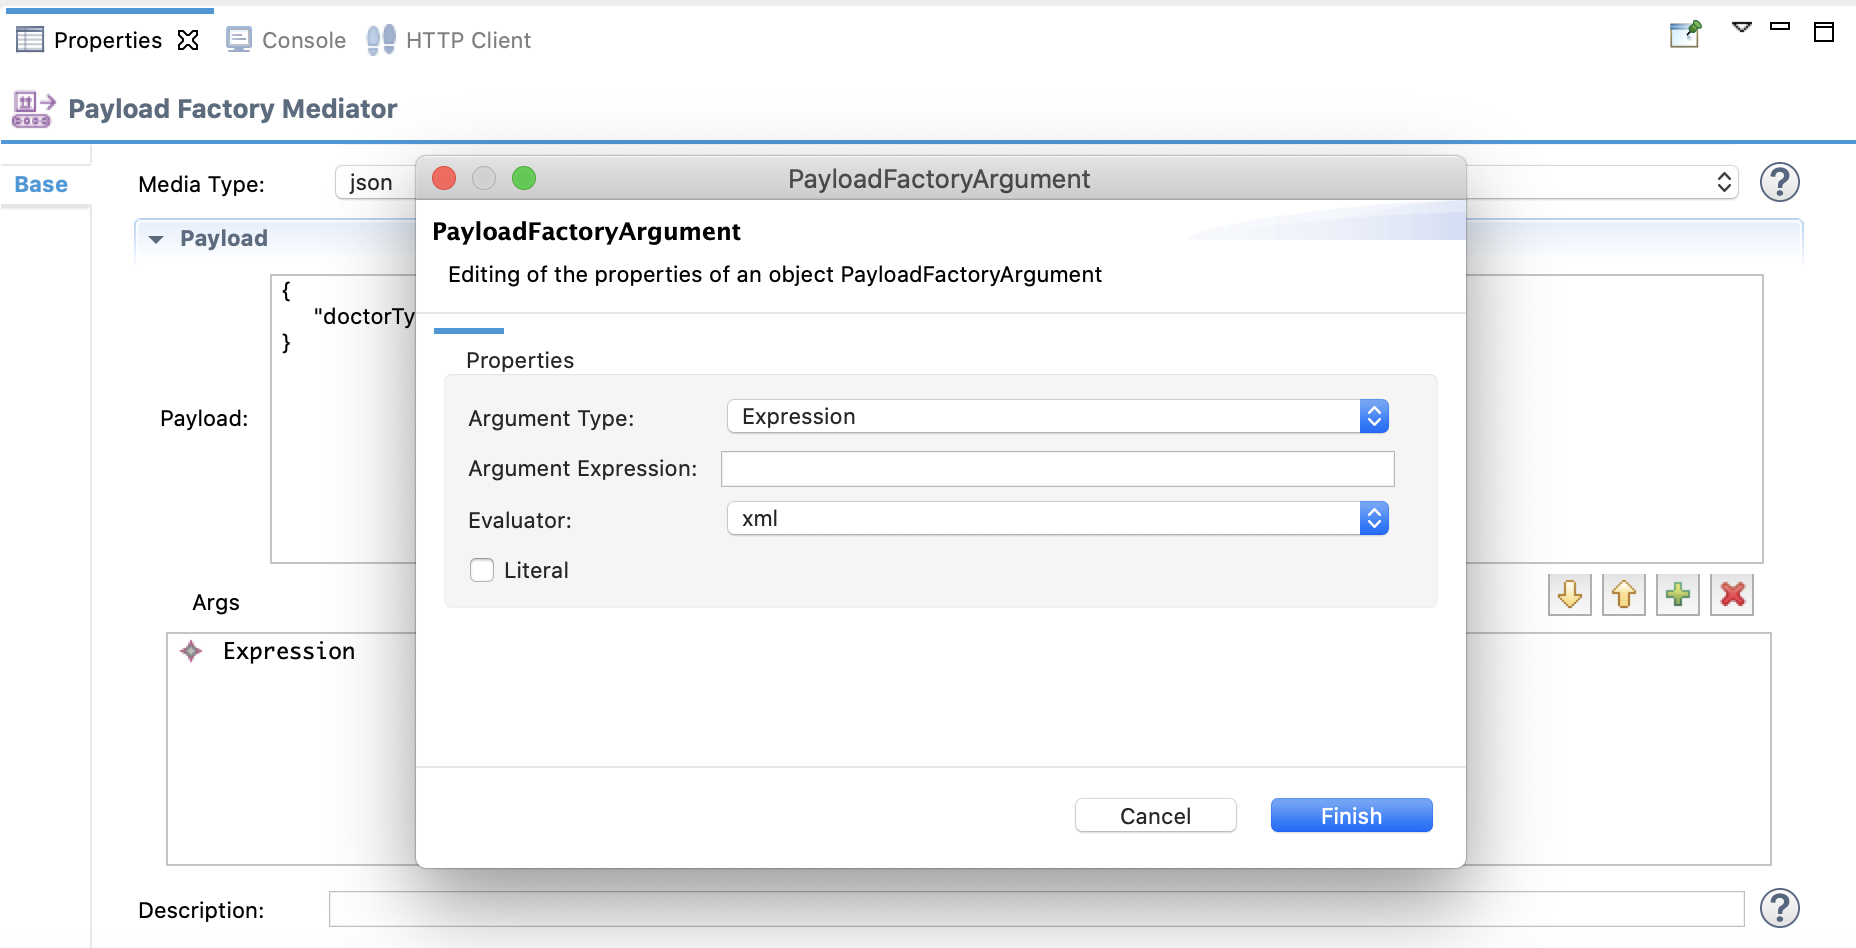 Properties
Console
HTTP Client
Payload Factory Mediator
Base
Media Type:
json
Payload
Payload:
{
"doctorTy
}
Args
Expression
Description:
PayloadFactoryArgument
PayloadFactoryArgument
Editing of the properties of an object PayloadFactoryArgument
Properties
Argument Type:
Expression
Argument Expression:
Evaluator:
xml
Literal
Cancel
Finish